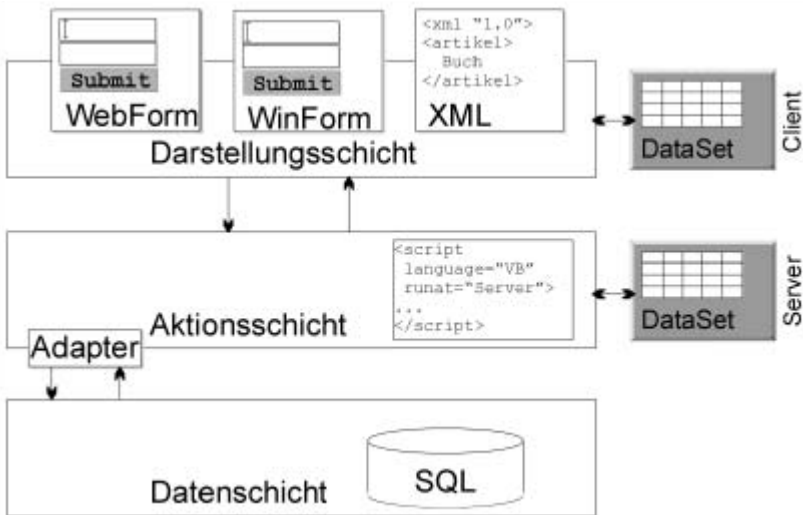 Submit
WebForm
Submit
WinForm
<xml "1.0">
<artikel>
Buch
</artikel>
XML
Darstellungsschicht
DataSet
Client
<script
language="VB"
runat="Server">
...
</script>
Aktionsschicht
DataSet
Server
Adapter
Datenschicht
SQL